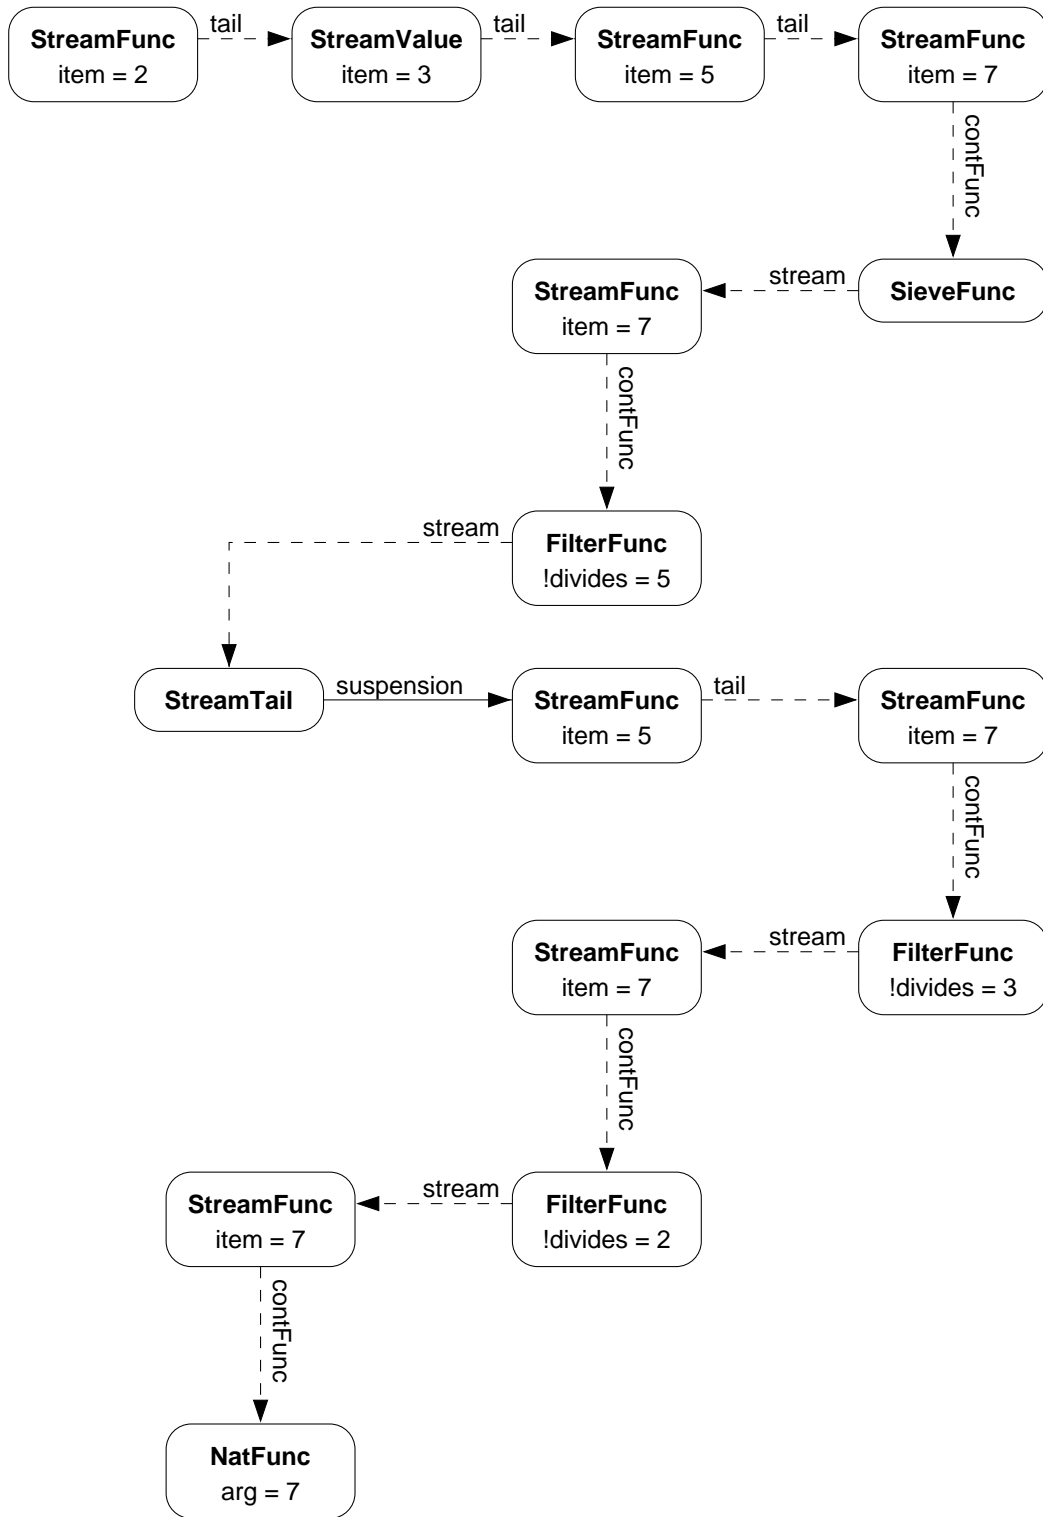 tail
tail
tail
StreamFunc
item = 2
StreamValue
item = 3
StreamFunc
item = 5
StreamFunc
item = 7
contFunc
stream
StreamFunc
item = 7
SieveFunc
contFunc
stream
FilterFunc
!divides = 5
StreamTail
suspension
StreamFunc
item = 5
tail
StreamFunc
item = 7
contFunc
StreamFunc
item = 7
stream
FilterFunc
!divides = 3
contFunc
StreamFunc
item = 7
stream
FilterFunc
!divides = 2
contFunc
NatFunc
arg = 7